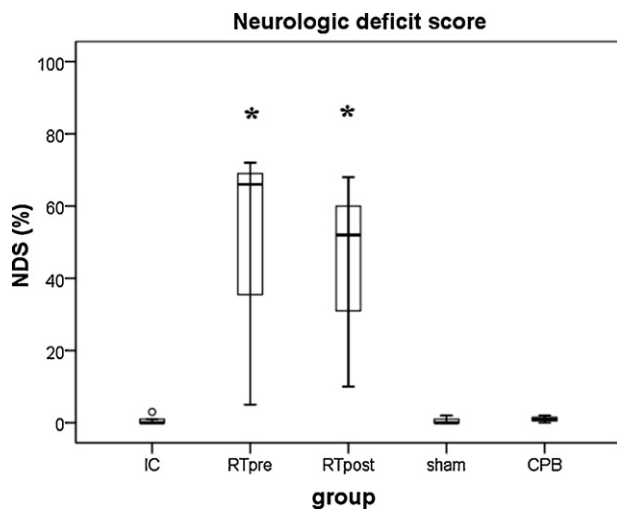 Neurologic deficit score
100
80
60
40
20
0
NDS (%)
* *
IC RTpre RTpost sham CPB
group